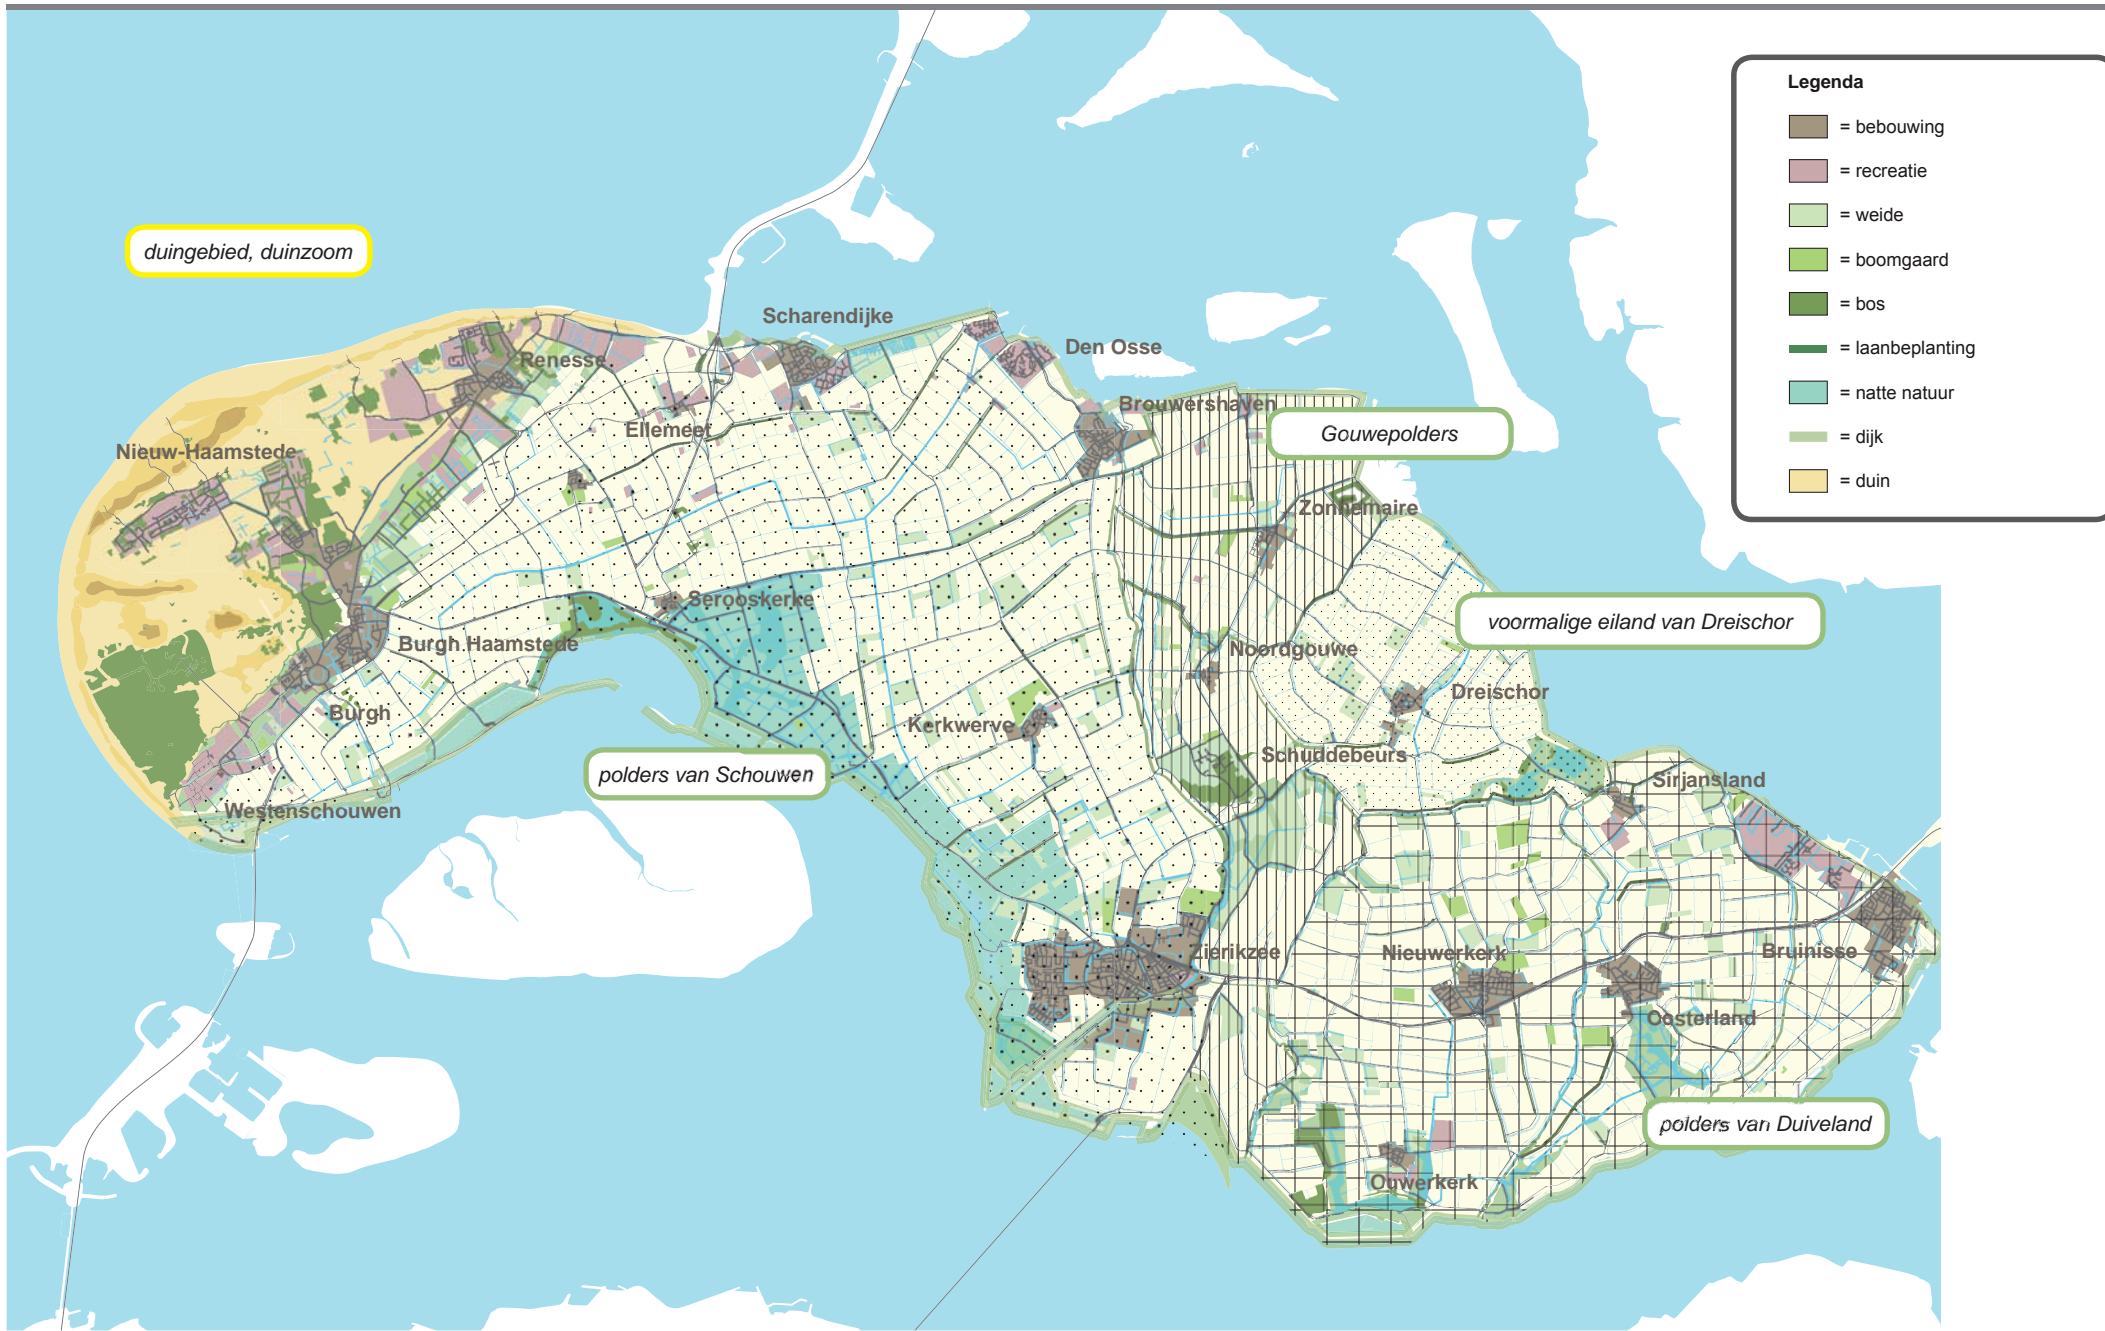 Legenda
= bebouwing
= recreatie
= weide
= boomgaard
= bos
= laanbeplanting
= natte natuur
= dijk
= duin
duingebied, duinzoom
Scharendijke
Den Osse
Renesse
Brouwershaven
Ellemeet
Gouwepolders
Nieuw-Haamstede
Zonnemaire
Serooskerke
voormalige eiland van Dreischor
Burgh Haamstede
Noordgouwe
Dreischor
Burgh
Kerkwerve
Schuddebeurs
polders van Schouwen
Sirjansland
Westenschouwen
Zierikzee
Nieuwerkerk
Bruinisse
Oosterland
polders van Duiveland
Ouwerkerk